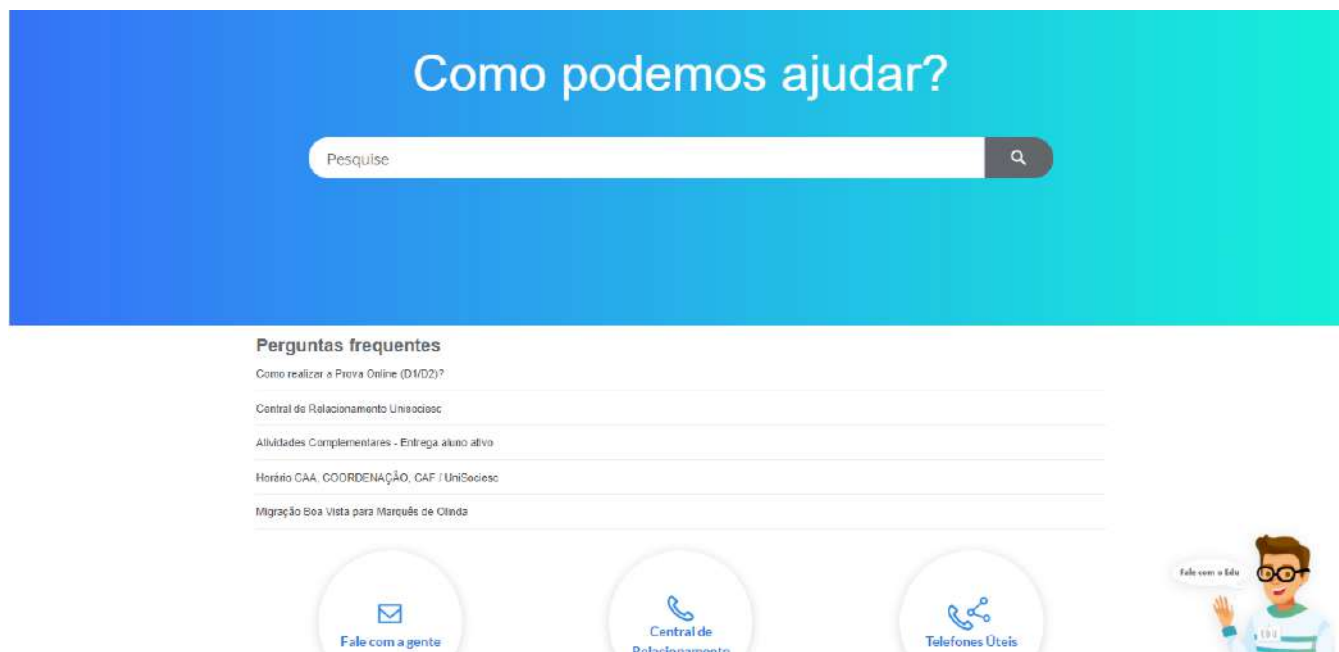 Como podemos ajudar?
Pesquise
Perguntas frequentes
Como realizar a Prova Online (D1/D2)?
Central de Relacionamento Unisociesc
Atividades Complementares - Entrega aluno ativo
Horário CAA, COORDENAÇÃO, CAF / UniSociesc
Migração Boa Vista para Marquês de Olinda
Fale com o Edu
EDU
Fale com a gente
Central de
Relacionamento
Telefones Úteis